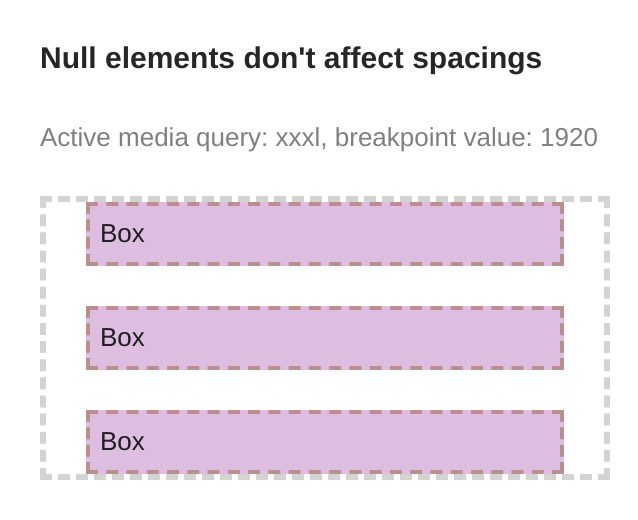 Null elements don't affect spacings
Active media query: xxxl, breakpoint value: 1920
Box
Box
Box